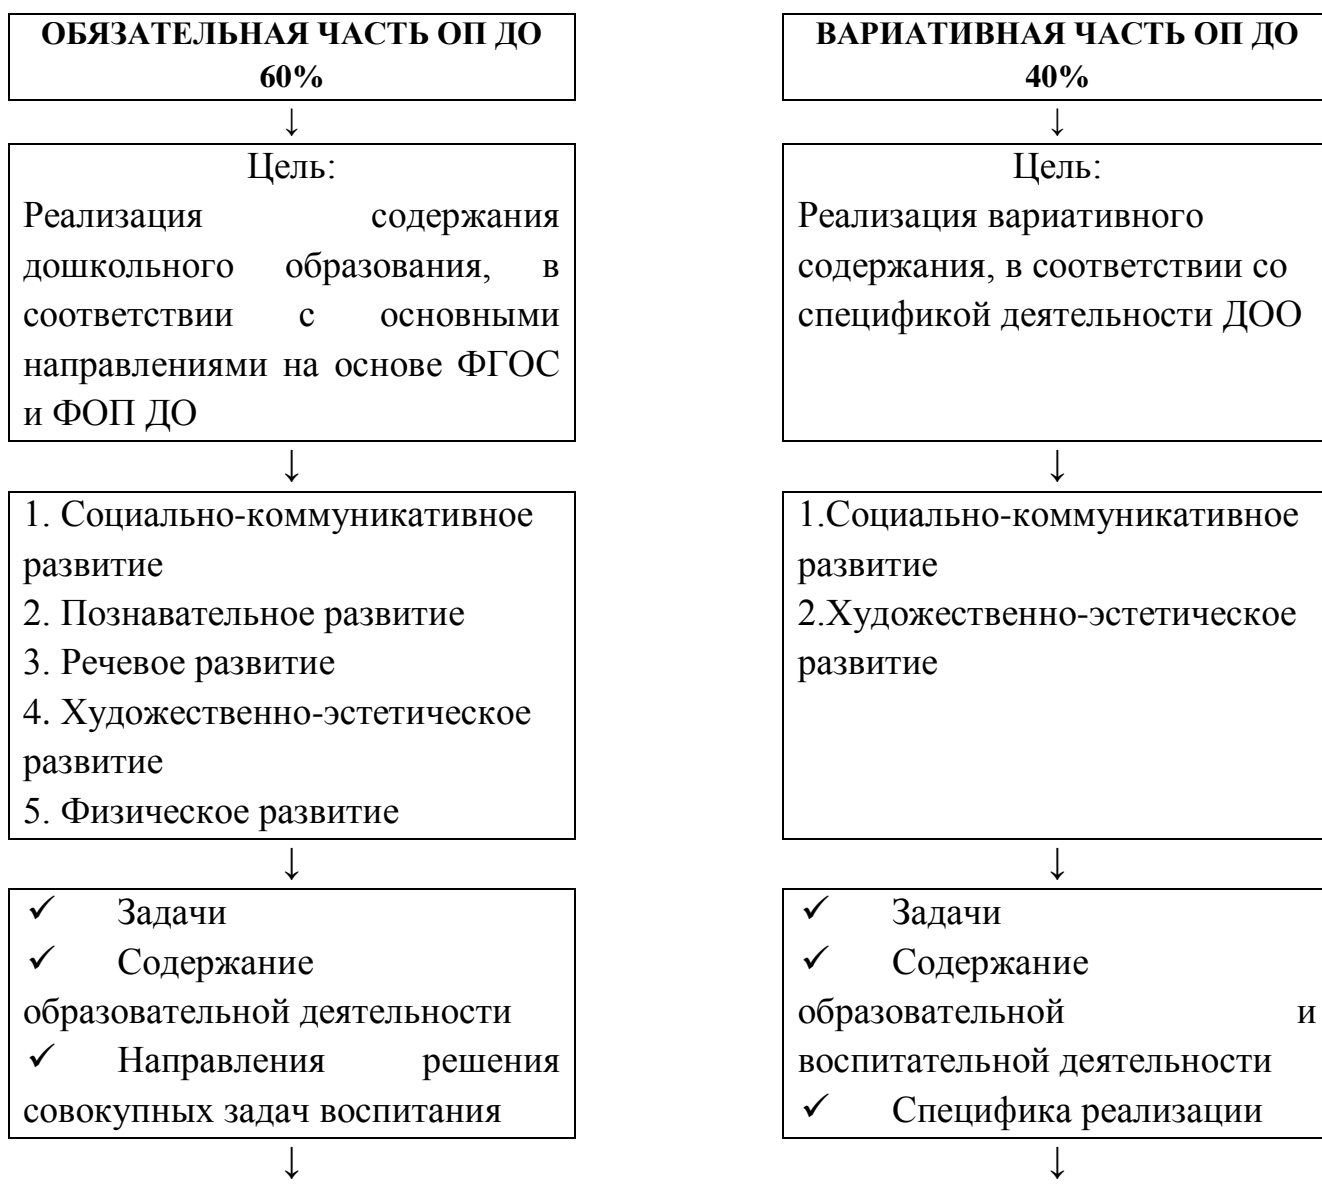 ОБЯЗАТЕЛЬНАЯ ЧАСТЬ ОП ДО
60%
↓
Цель:
Реализация содержания
дошкольного образования, в
соответствии с основными
направлениями на основе ФГОС
и ФОП ДО
↓
1. Социально-коммуникативное
развитие
2. Познавательное развитие
3. Речевое развитие
4. Художественно-эстетическое
развитие
5. Физическое развитие
↓
✓ Задачи
✓ Содержание
образовательной деятельности
✓ Направления решения
совокупных задач воспитания
↓
ВАРИАТИВНАЯ ЧАСТЬ ОП ДО
40%
↓
Цель:
Реализация вариативного
содержания, в соответствии со
спецификой деятельности ДОО
↓
1.Социально-коммуникативное
развитие
2.Художественно-эстетическое
развитие
↓
✓ Задачи
✓ Содержание
образовательной и
воспитательной деятельности
✓ Специфика реализации
↓